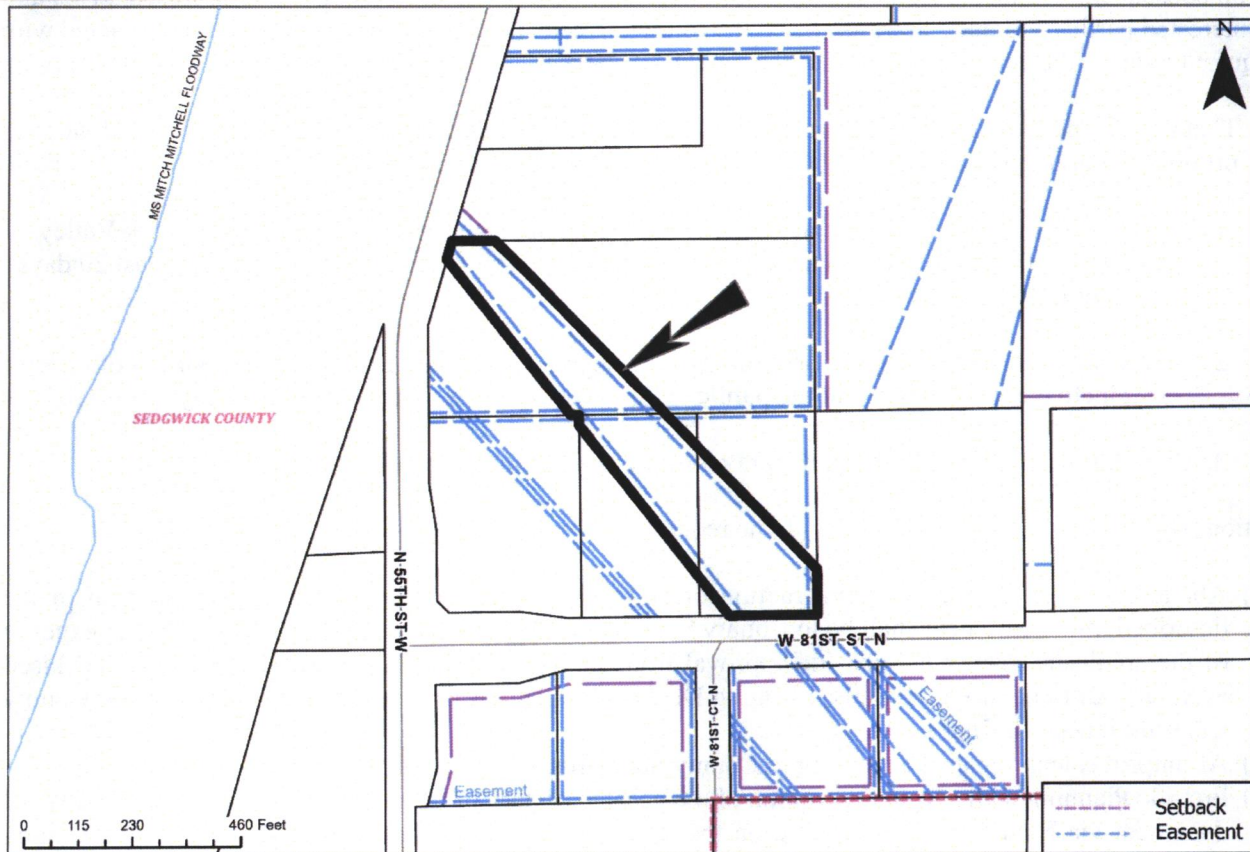 N
MS MITCH MITCHELL FLOODWAY
SEDGWICK COUNTY
N 55TH ST W
W 81ST ST N
W 81ST CT N
Easement
Easement
0 115 230 460 Feet
Setback
Easement